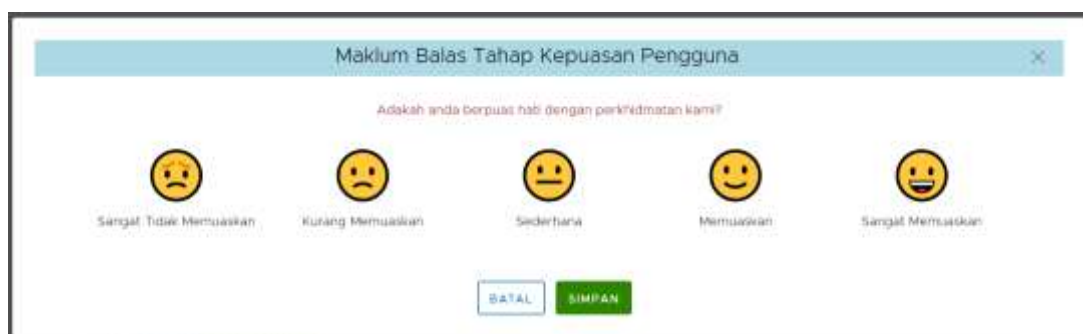 Maklum Balas Tahap Kepuasan Pengguna
Adakah anda berpuas hati dengan perkhidmatan kami?
Sangat Tidak Memuaskan
Kurang Memuaskan
Sederhana
Memuaskan
Sangat Memuaskan
BATAL
SIMPAN